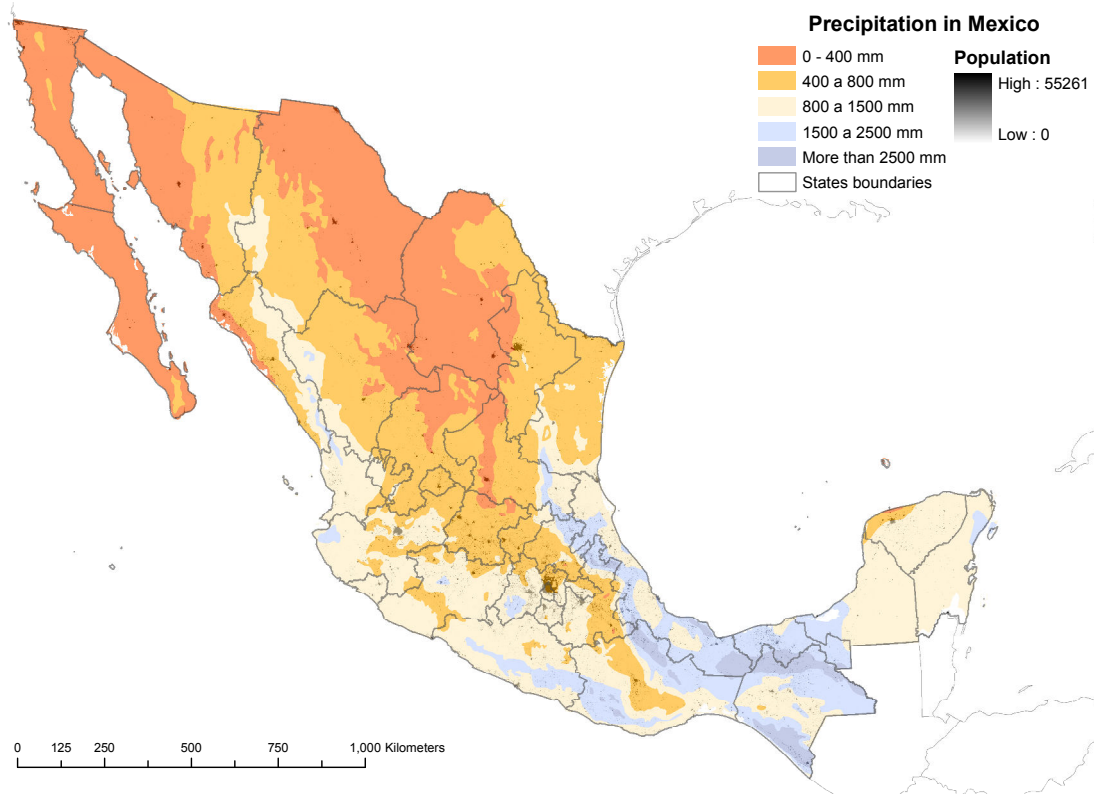 Precipitation in Mexico
0 - 400 mm
400 a 800 mm
800 a 1500 mm
1500 a 2500 mm
More than 2500 mm
States boundaries
Population
High : 55261
Low : 0
0 125 250 500 750 1,000 Kilometers